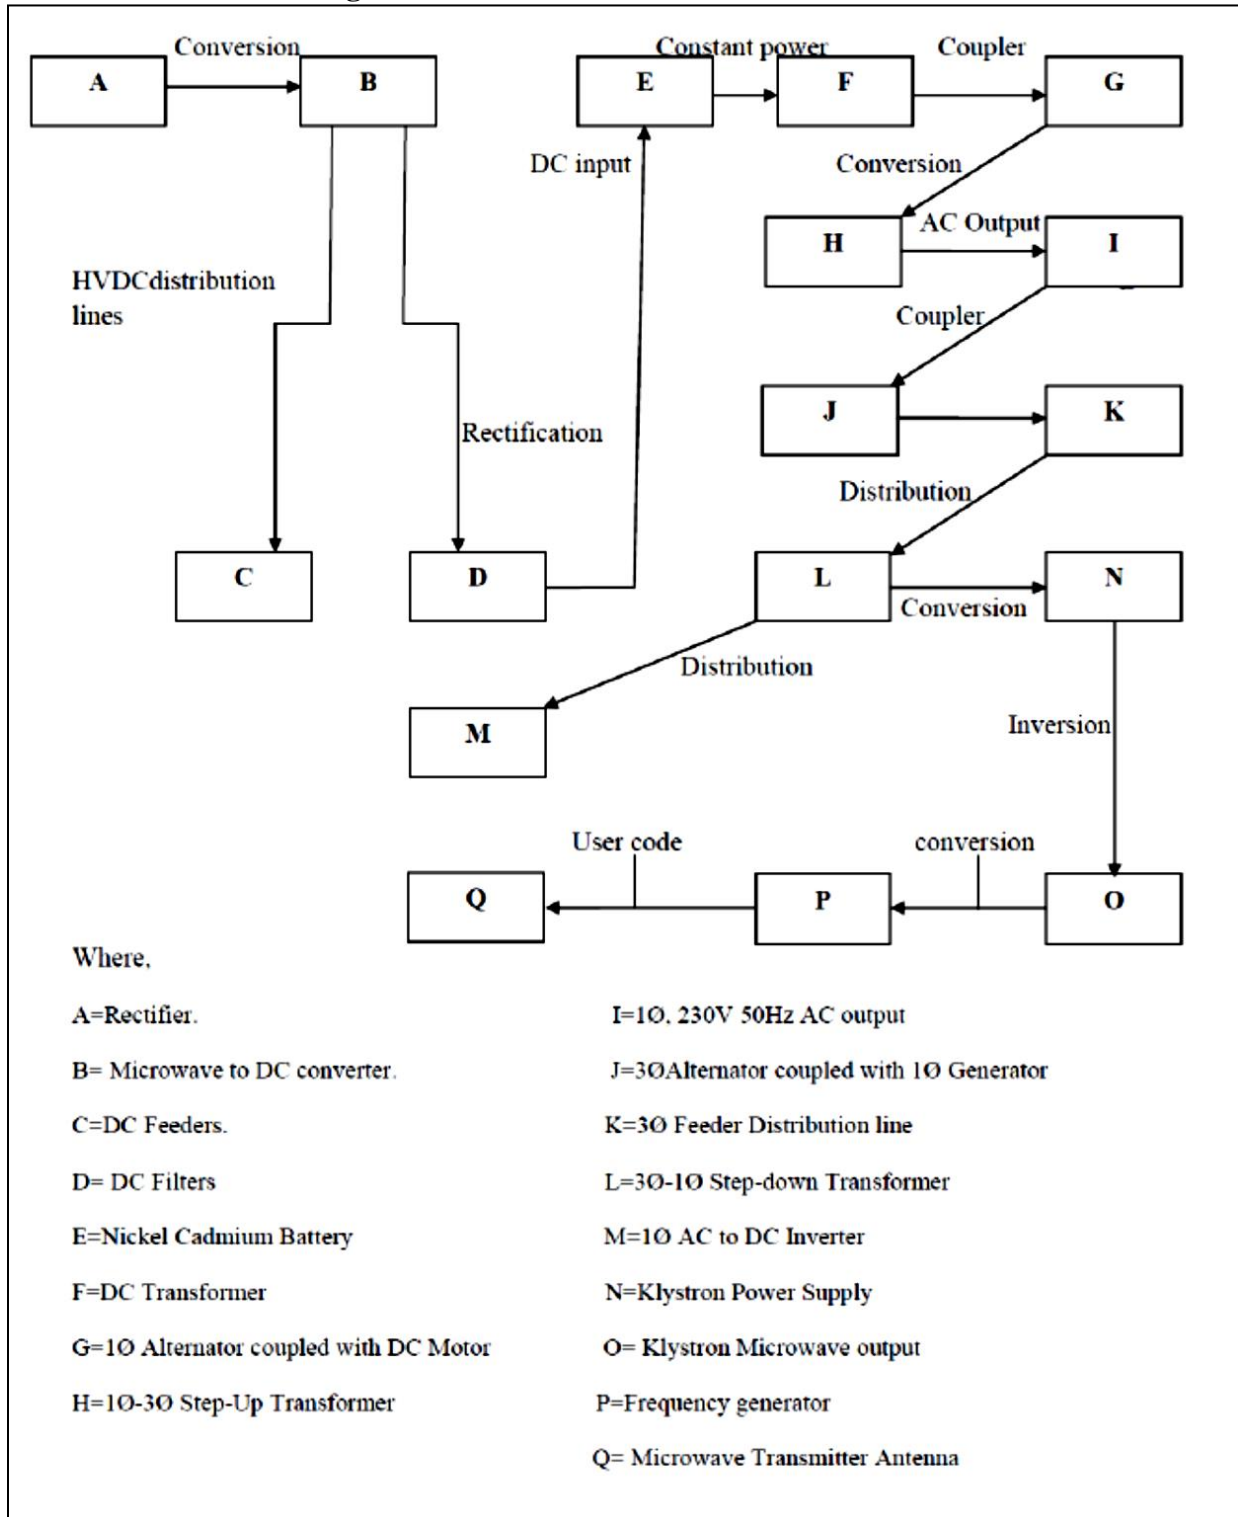 Conversion
Constant power
Coupler
A
B
E
F
G
DC input
Conversion
H
AC Output
I
HVDCdistribution
lines
Coupler
J
K
Rectification
Distribution
C
D
L
N
Conversion
Distribution
M
Inversion
User code
conversion
Q
P
O
Where,
A=Rectifier.
B= Microwave to DC converter.
C=DC Feeders.
D= DC Filters
E=Nickel Cadmium Battery
F=DC Transformer
G=1Ø Alternator coupled with DC Motor
H=1Ø-3Ø Step-Up Transformer
I=1Ø, 230V 50Hz AC output
J=3ØAlternator coupled with 1Ø Generator
K=3Ø Feeder Distribution line
L=3Ø-1Ø Step-down Transformer
M=1Ø AC to DC Inverter
N=Klystron Power Supply
O= Klystron Microwave output
P=Frequency generator
Q= Microwave Transmitter Antenna